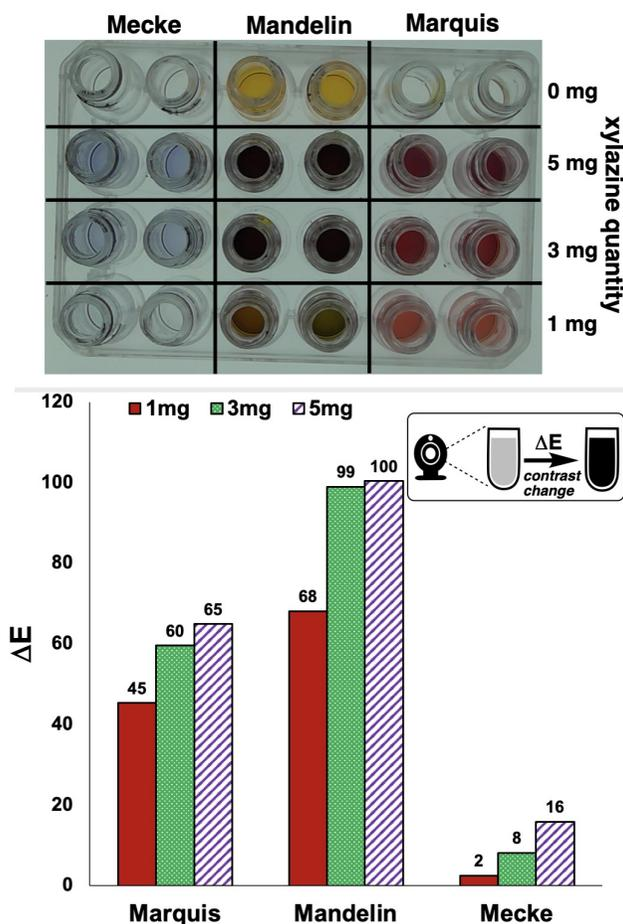 Mecke Mandelin Marquis
0 mg
5 mg
3 mg
1 mg
xylazine quantity
120
100
80
60
40
20
0
ΔE
1mg 3mg 5mg
ΔE
contrast
change
45
60
65
68
99
100
2
8
16
Marquis Mandelin Mecke